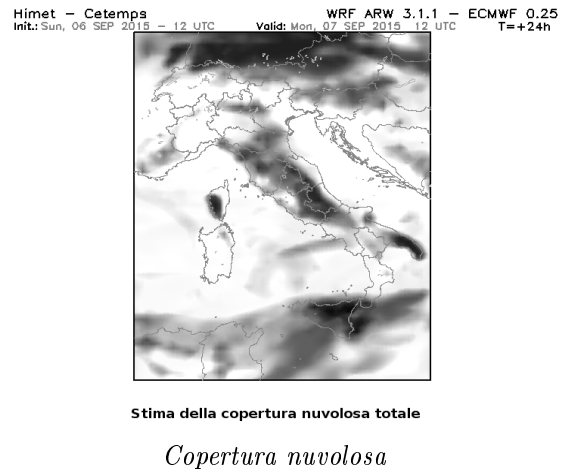 Himet – Cetemps WRF ARW 3.1.1 – ECMWF 0.25
Init.: Sun, 06 SEP 2015 – 12 UTC Valid: Mon, 07 SEP 2015 12 UTC T=+24h
Stima della copertura nuvolosa totale
Copertura nuvolosa